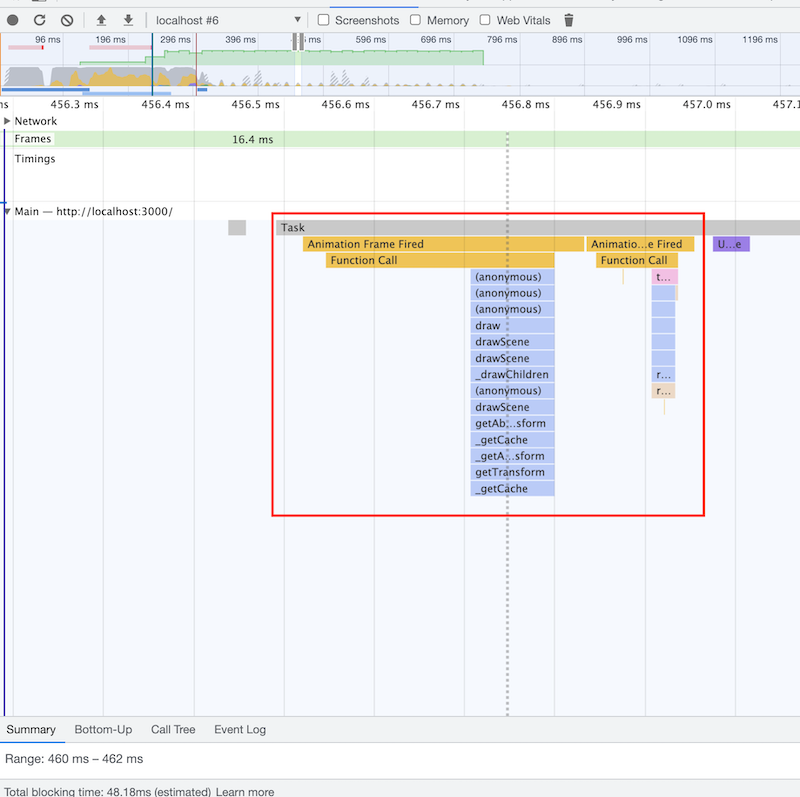 localhost #6 Screenshots Memory Web Vitals
96 ms 196 ms 296 ms 396 ms ms 596 ms 696 ms 796 ms 896 ms 996 ms 1096 ms 1196 ms
ms 456.3 ms 456.4 ms 456.5 ms 456.6 ms 456.7 ms 456.8 ms 456.9 ms 457.0 ms 457.1
Network
Frames 16.4 ms
Timings
Main — http://localhost:3000/
Task
Animation Frame Fired Animatio...e Fired U...e
Function Call Function Call
(anonymous) t...
(anonymous)
(anonymous)
draw
drawScene
drawScene
_drawChildren r...
(anonymous) r...
drawScene
getAb...sform
_getCache
_getA...sform
getTransform
_getCache
Summary Bottom-Up Call Tree Event Log
Range: 460 ms – 462 ms
Total blocking time: 48.18ms (estimated) Learn more